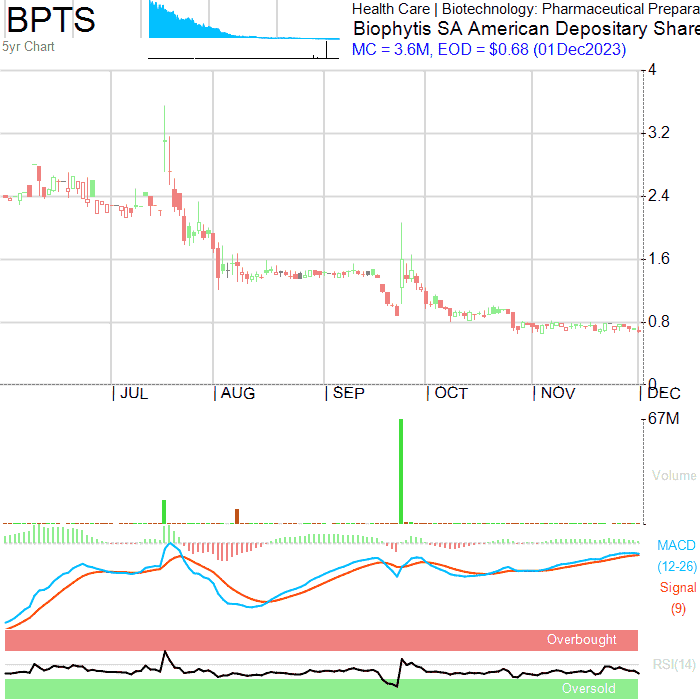 BPTS
5yr Chart
Health Care | Biotechnology: Pharmaceutical Prepara
Biophytis SA American Depositary Share
MC = 3.6M, EOD = $0.68 (01Dec2023)
4
3.2
2.4
1.6
0.8
0
JUL
AUG
SEP
OCT
NOV
DEC
67M
Volume
MACD
(12-26)
Signal
(9)
Overbought
RSI(14)
Oversold